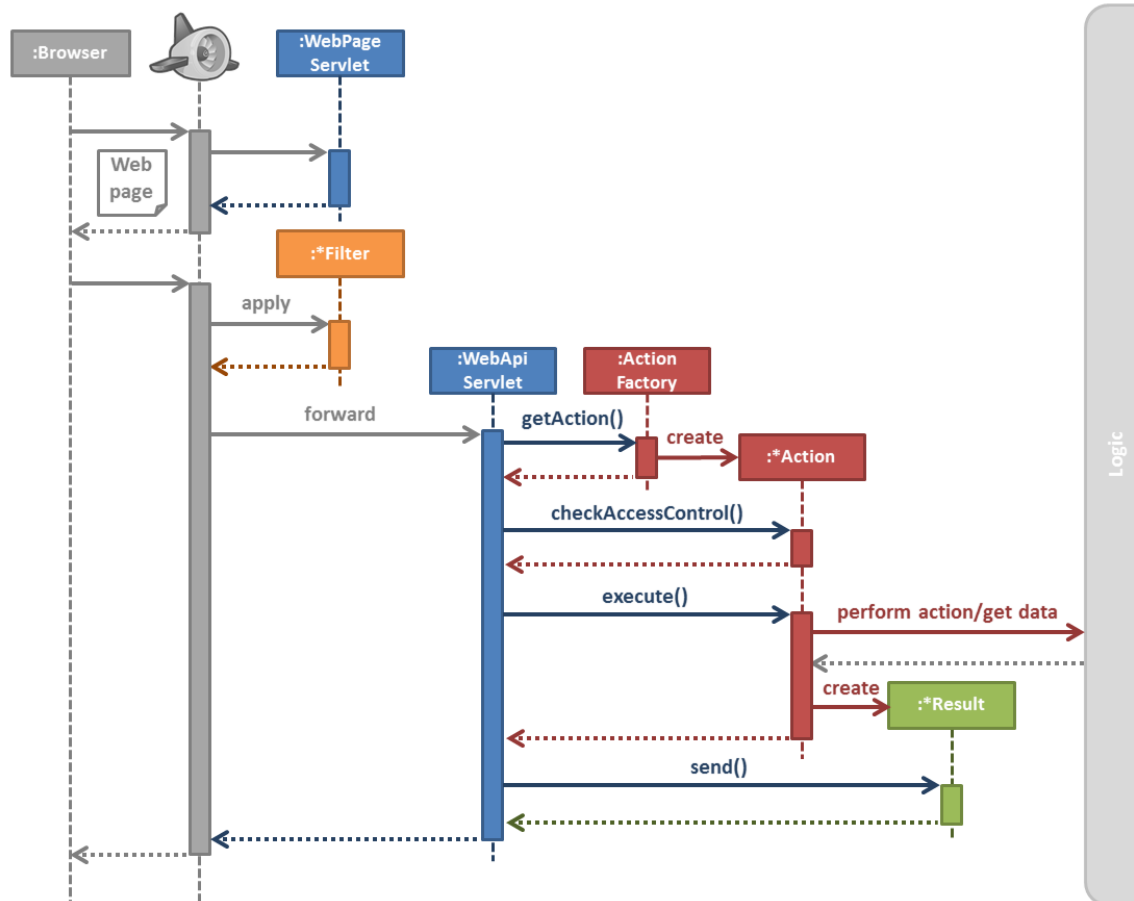 :Browser
:WebPage
Servlet
Web
page
:*Filter
apply
:WebApi
Servlet
:Action
Factory
forward
getAction()
create
:*Action
Logic
checkAccessControl()
execute()
perform action/get data
create
:*Result
send()